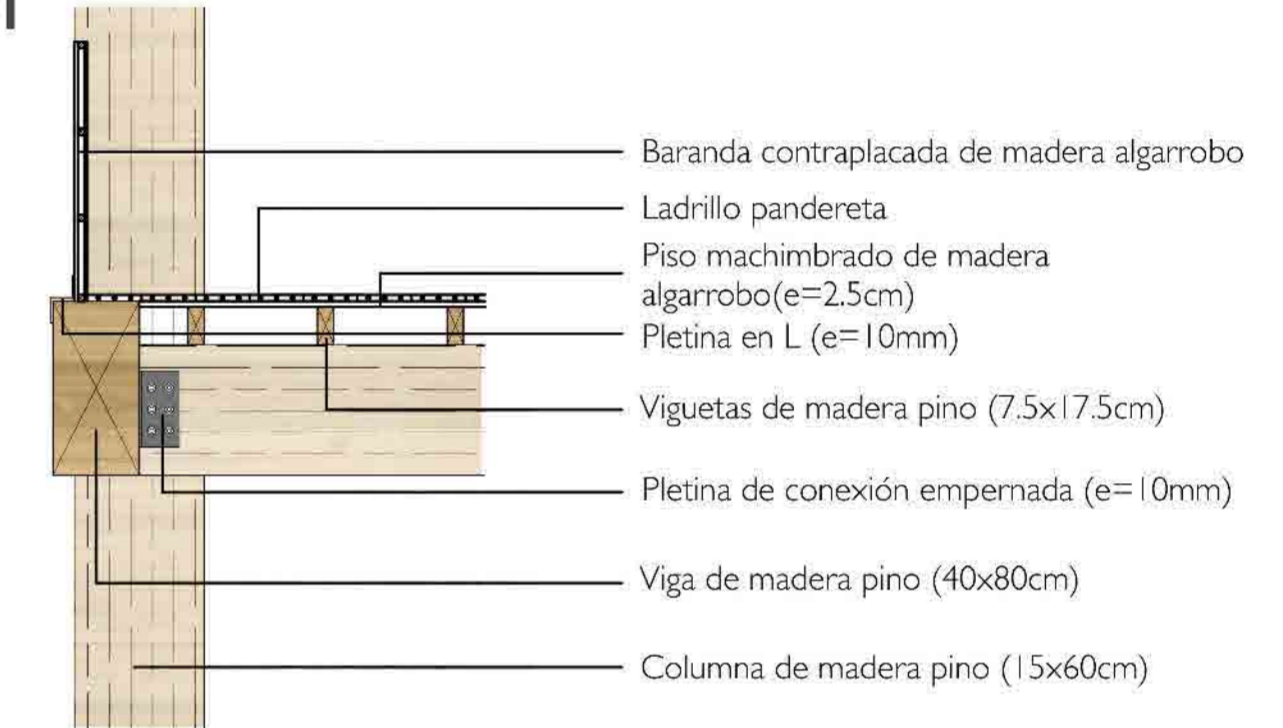 Baranda contraplacada de madera algarrobo
Ladrillo pandereta
Piso machimbrado de madera
algarrobo(e=2.5cm)
Pletina en L (e=10mm)
Viguetas de madera pino (7.5x17.5cm)
Pletina de conexión empernada (e=10mm)
Viga de madera pino (40x80cm)
Columna de madera pino (15x60cm)